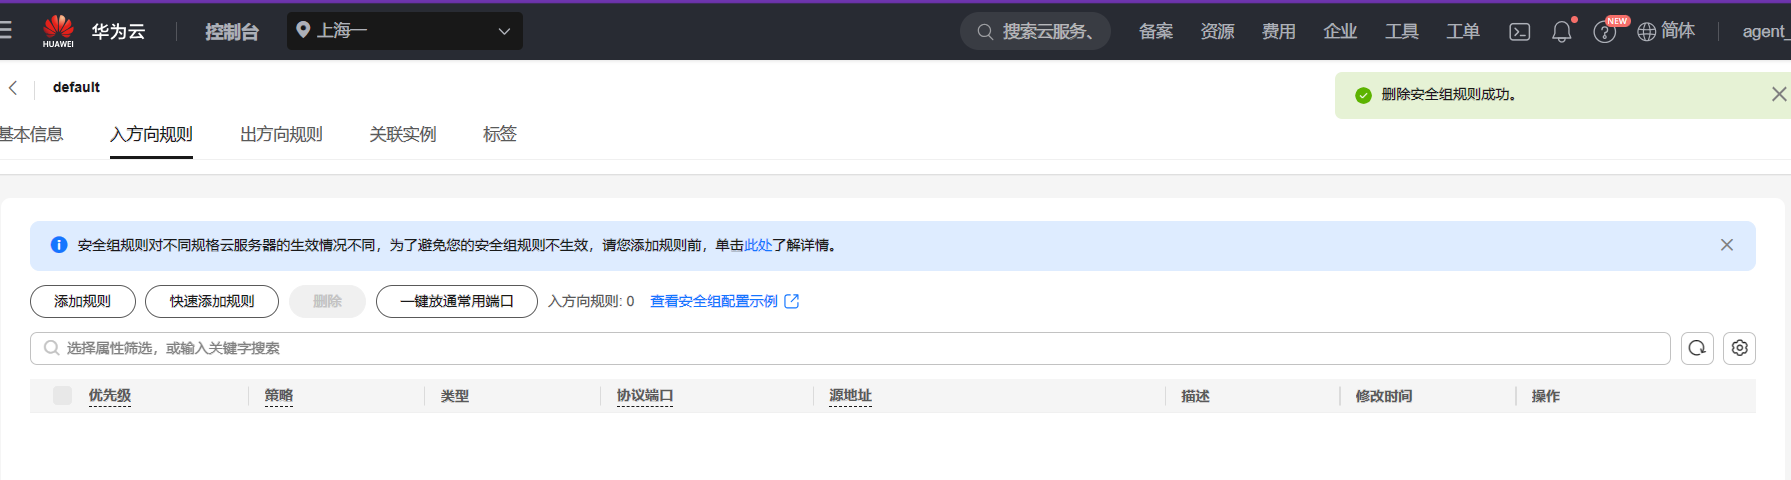 HUAWEI
华为云
控制台
上海一
搜索云服务、
备案
资源
费用
企业
工具
工单
NEW
简体
agent_
default
删除安全组规则成功。
基本信息
入方向规则
出方向规则
关联实例
标签
安全组规则对不同规格云服务器的生效情况不同，为了避免您的安全组规则不生效，请您添加规则前，单击此处了解详情。
添加规则
快速添加规则
删除
一键放通常用端口
入方向规则: 0
查看安全组配置示例
选择属性筛选，或输入关键字搜索
优先级
策略
类型
协议端口
源地址
描述
修改时间
操作